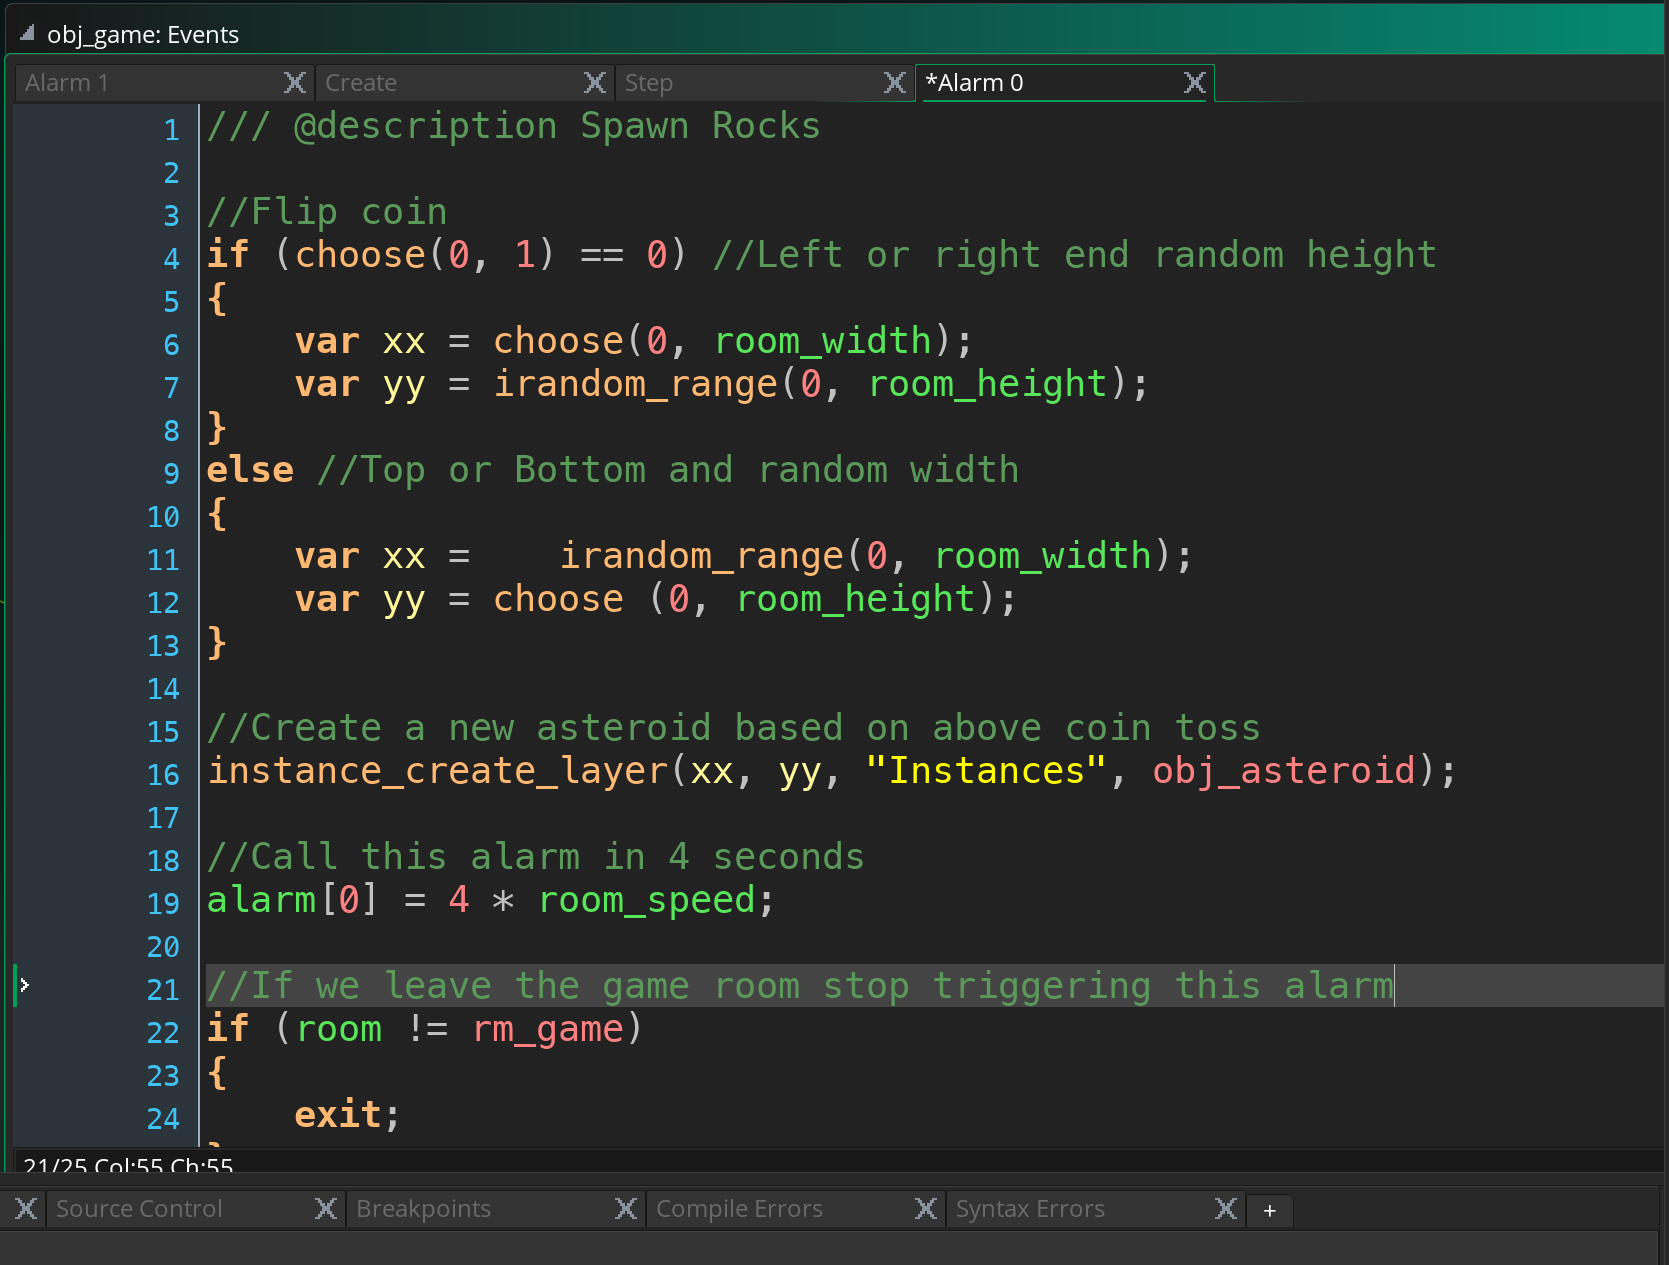 obj_game: Events
Alarm 1 Create Step *Alarm 0
1 /// @description Spawn Rocks
2
3 //Flip coin
4 if (choose(0, 1) == 0) //Left or right end random height
5 {
6 var xx = choose(0, room_width);
7 var yy = irandom_range(0, room_height);
8 }
9 else //Top or Bottom and random width
10 {
11 var xx =    irandom_range(0, room_width);
12 var yy = choose (0, room_height);
13 }
14
15 //Create a new asteroid based on above coin toss
16 instance_create_layer(xx, yy, "Instances", obj_asteroid);
17
18 //Call this alarm in 4 seconds
19 alarm[0] = 4 * room_speed;
20
21 //If we leave the game room stop triggering this alarm
22 if (room != rm_game)
23 {
24 exit;
21/25 Col:55 Ch:55
Source Control Breakpoints Compile Errors Syntax Errors +